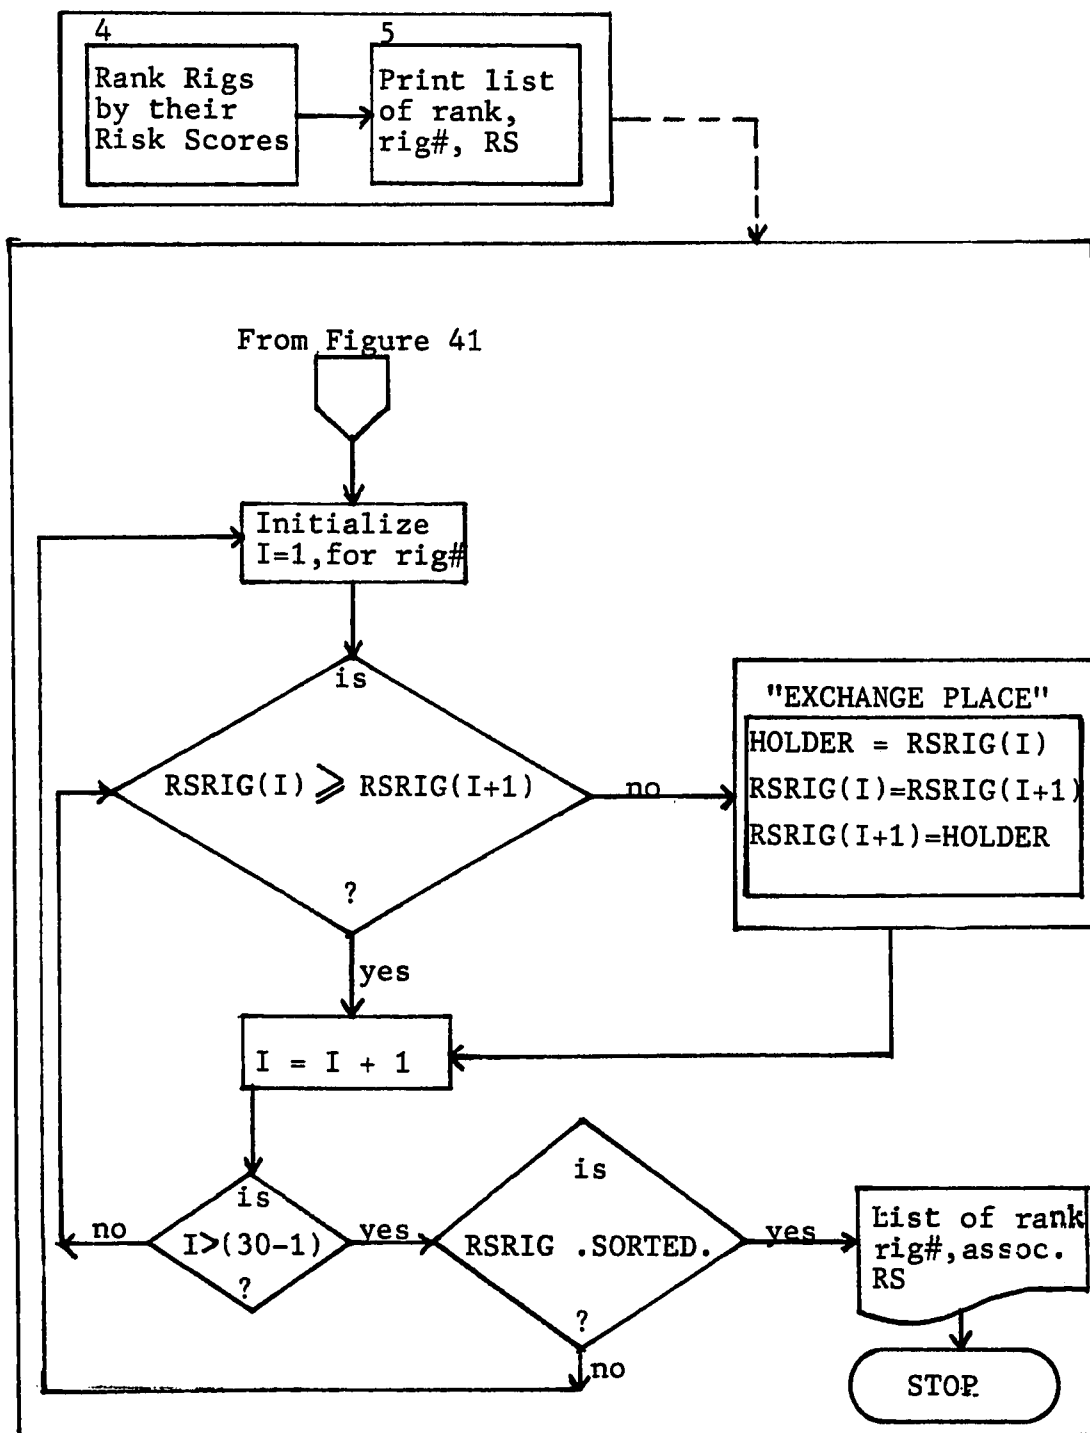 4
Rank Rigs
by their
Risk Scores
5
Print list
of rank,
rig#, RS
From Figure 41
Initialize
I=1,for rig#
is
RSRIG(I) ⩾ RSRIG(I+1)
?
no
"EXCHANGE PLACE"
HOLDER = RSRIG(I)
RSRIG(I)=RSRIG(I+1)
RSRIG(I+1)=HOLDER
yes
I = I + 1
is
I>(30-1)
?
no
yes
is
RSRIG .SORTED.
?
yes
no
List of rank
rig#,assoc.
RS
STOP